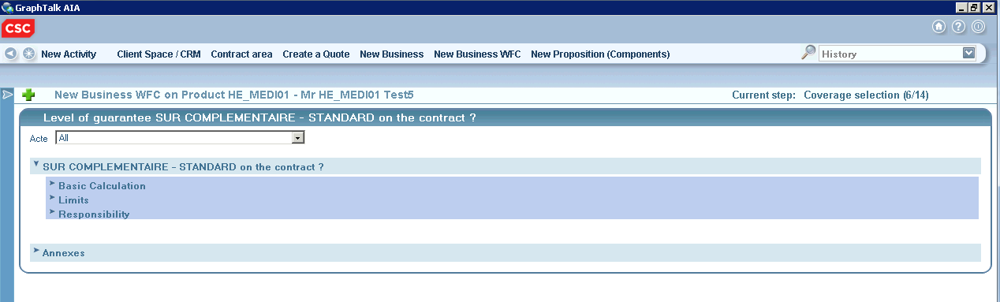 GraphTalk AIA
CSC
New Activity Client Space / CRM Contract area Create a Quote New Business New Business WFC New Proposition (Components) History
New Business WFC on Product HE_MEDI01 - Mr HE_MEDI01 Test5 Current step: Coverage selection (6/14)
Level of guarantee SUR COMPLEMENTAIRE - STANDARD on the contract ?
Acte All
SUR COMPLEMENTAIRE - STANDARD on the contract ?
Basic Calculation
Limits
Responsibility
Annexes